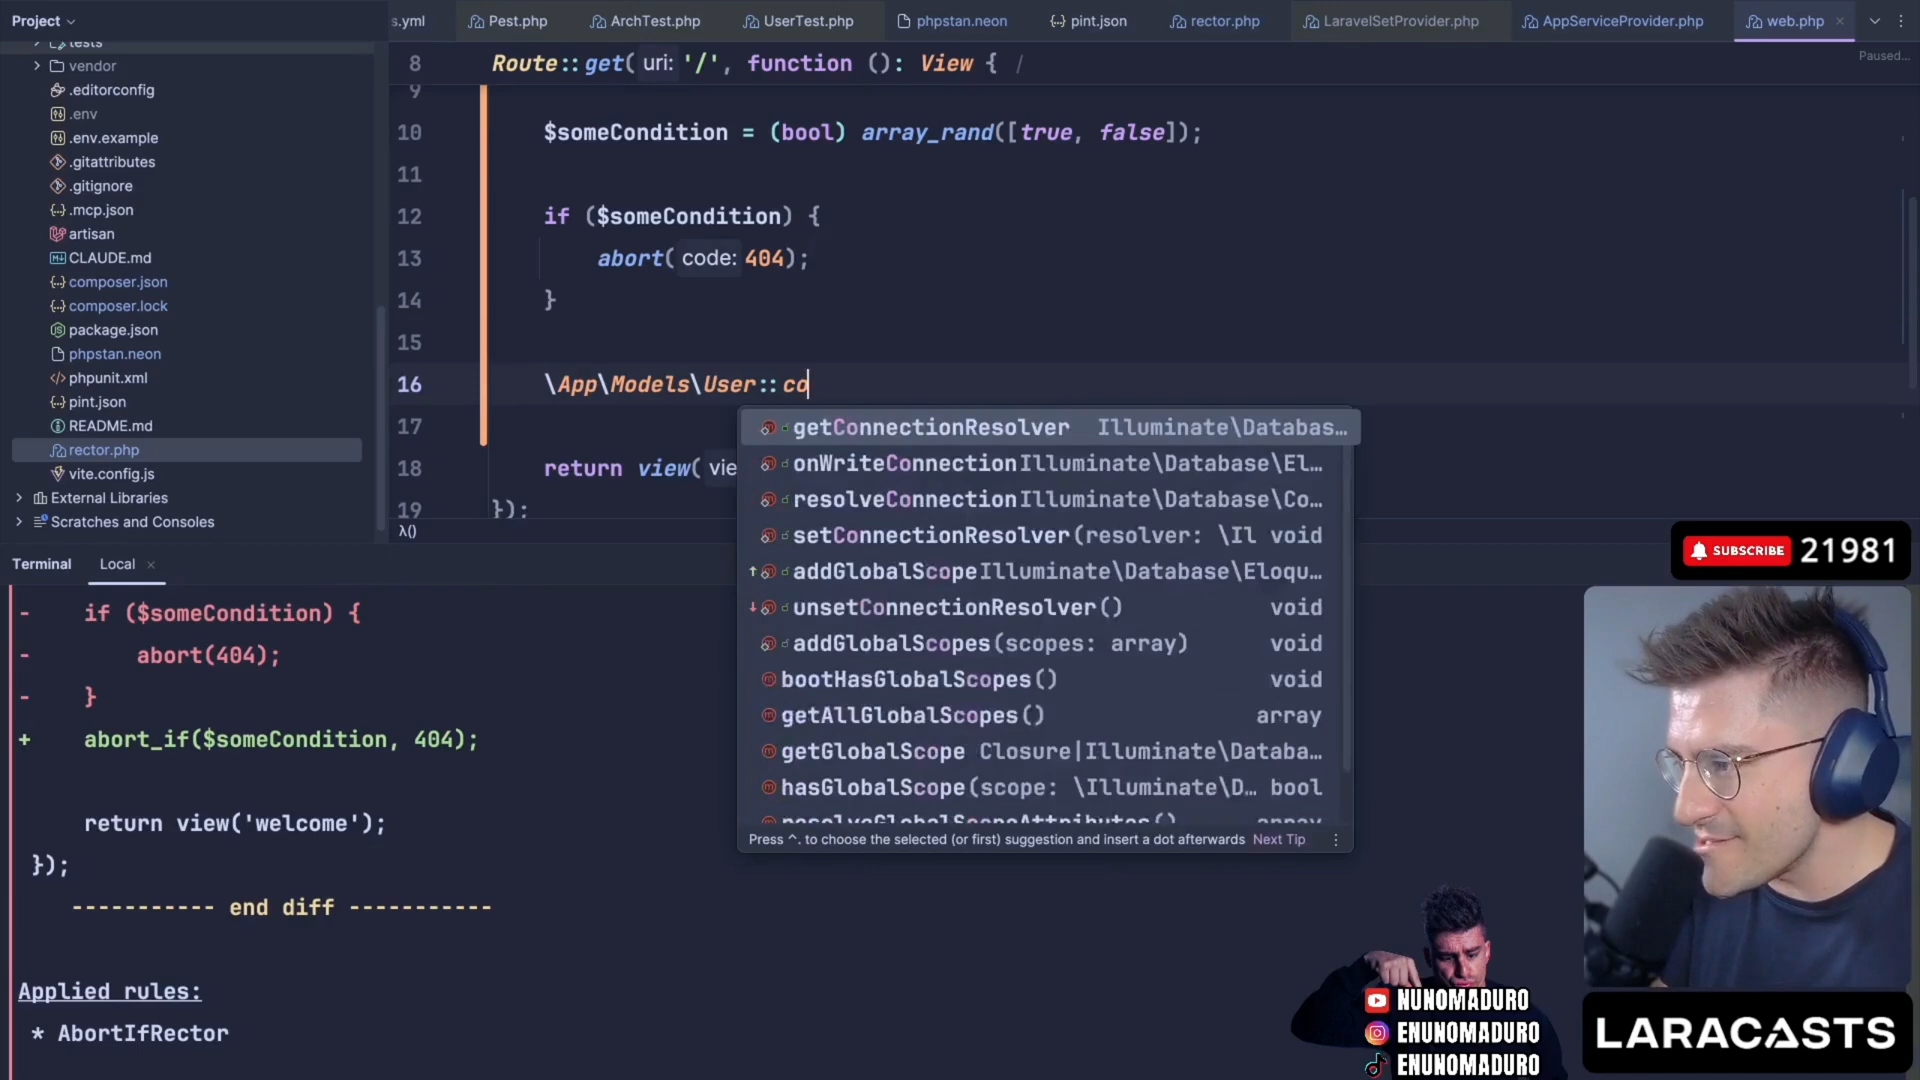 Project
s.yml
Pest.php
ArchTest.php
UserTest.php
phpstan.neon
pint.json
rector.php
LaravelSetProvider.php
AppServiceProvider.php
web.php
Paused...
tests
vendor
.editorconfig
.env
.env.example
.gitattributes
.gitignore
.mcp.json
artisan
CLAUDE.md
composer.json
composer.lock
package.json
phpstan.neon
phpunit.xml
pint.json
README.md
rector.php
vite.config.js
External Libraries
Scratches and Consoles
8 Route::get( uri: '/', function (): View { /
9
10 $someCondition = (bool) array_rand([true, false]);
11
12 if ($someCondition) {
13 abort( code: 404);
14 }
15
16 \App\Models\User::co
17
18 return view( vie
19 });
λ()
getConnectionResolver Illuminate\Databas…
onWriteConnection Illuminate\Database\El…
resolveConnection Illuminate\Database\Co…
setConnectionResolver(resolver: \Il void
addGlobalScope Illuminate\Database\Eloqu…
unsetConnectionResolver() void
addGlobalScopes(scopes: array) void
bootHasGlobalScopes() void
getAllGlobalScopes() array
getGlobalScope Closure|Illuminate\Databa…
hasGlobalScope(scope: \Illuminate\D… bool
resolveGlobalScopeAttributes() array
Press ^. to choose the selected (or first) suggestion and insert a dot afterwards Next Tip
Terminal Local
- if ($someCondition) {
- abort(404);
- }
+ abort_if($someCondition, 404);
return view('welcome');
});
----------- end diff -----------
Applied rules:
* AbortIfRector
SUBSCRIBE 21981
NUNOMADURO
ENUNOMADURO
ENUNOMADURO
LARACASTS